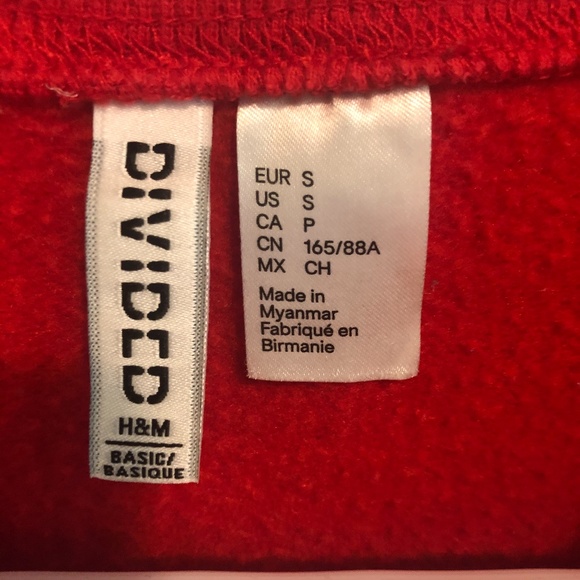 DIVIDED
H&M
BASIC/
BASIQUE
EUR S
US S
CA P
CN 165/88A
MX CH
Made in
Myanmar
Fabriqué en
Birmanie